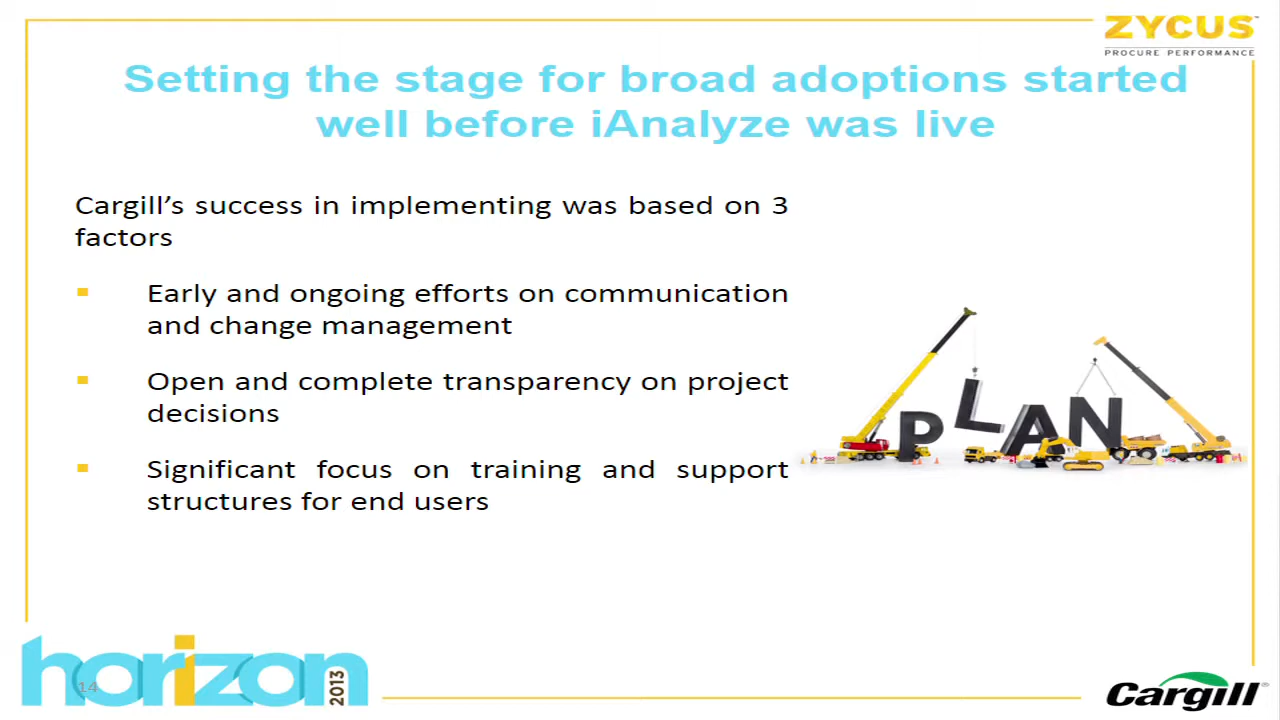 ZYCUS
PROCURE PERFORMANCE
Setting the stage for broad adoptions started
well before iAnalyze was live
Cargill’s success in implementing was based on 3
factors
Early and ongoing efforts on communication
and change management
Open and complete transparency on project
decisions
Significant focus on training and support
structures for end users
PLAN
horizon
2013
14
Cargill®